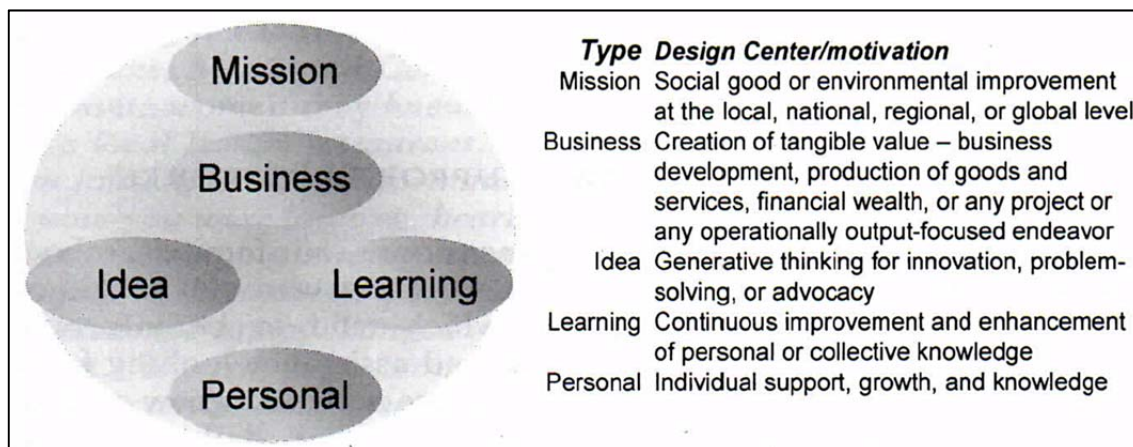 Mission
Business
Idea
Learning
Personal
Type Design Center/motivation
Mission Social good or environmental improvement
at the local, national, regional, or global level
Business Creation of tangible value – business
development, production of goods and
services, financial wealth, or any project or
any operationally output-focused endeavor
Idea Generative thinking for innovation, problem-
solving, or advocacy
Learning Continuous improvement and enhancement
of personal or collective knowledge
Personal Individual support, growth, and knowledge